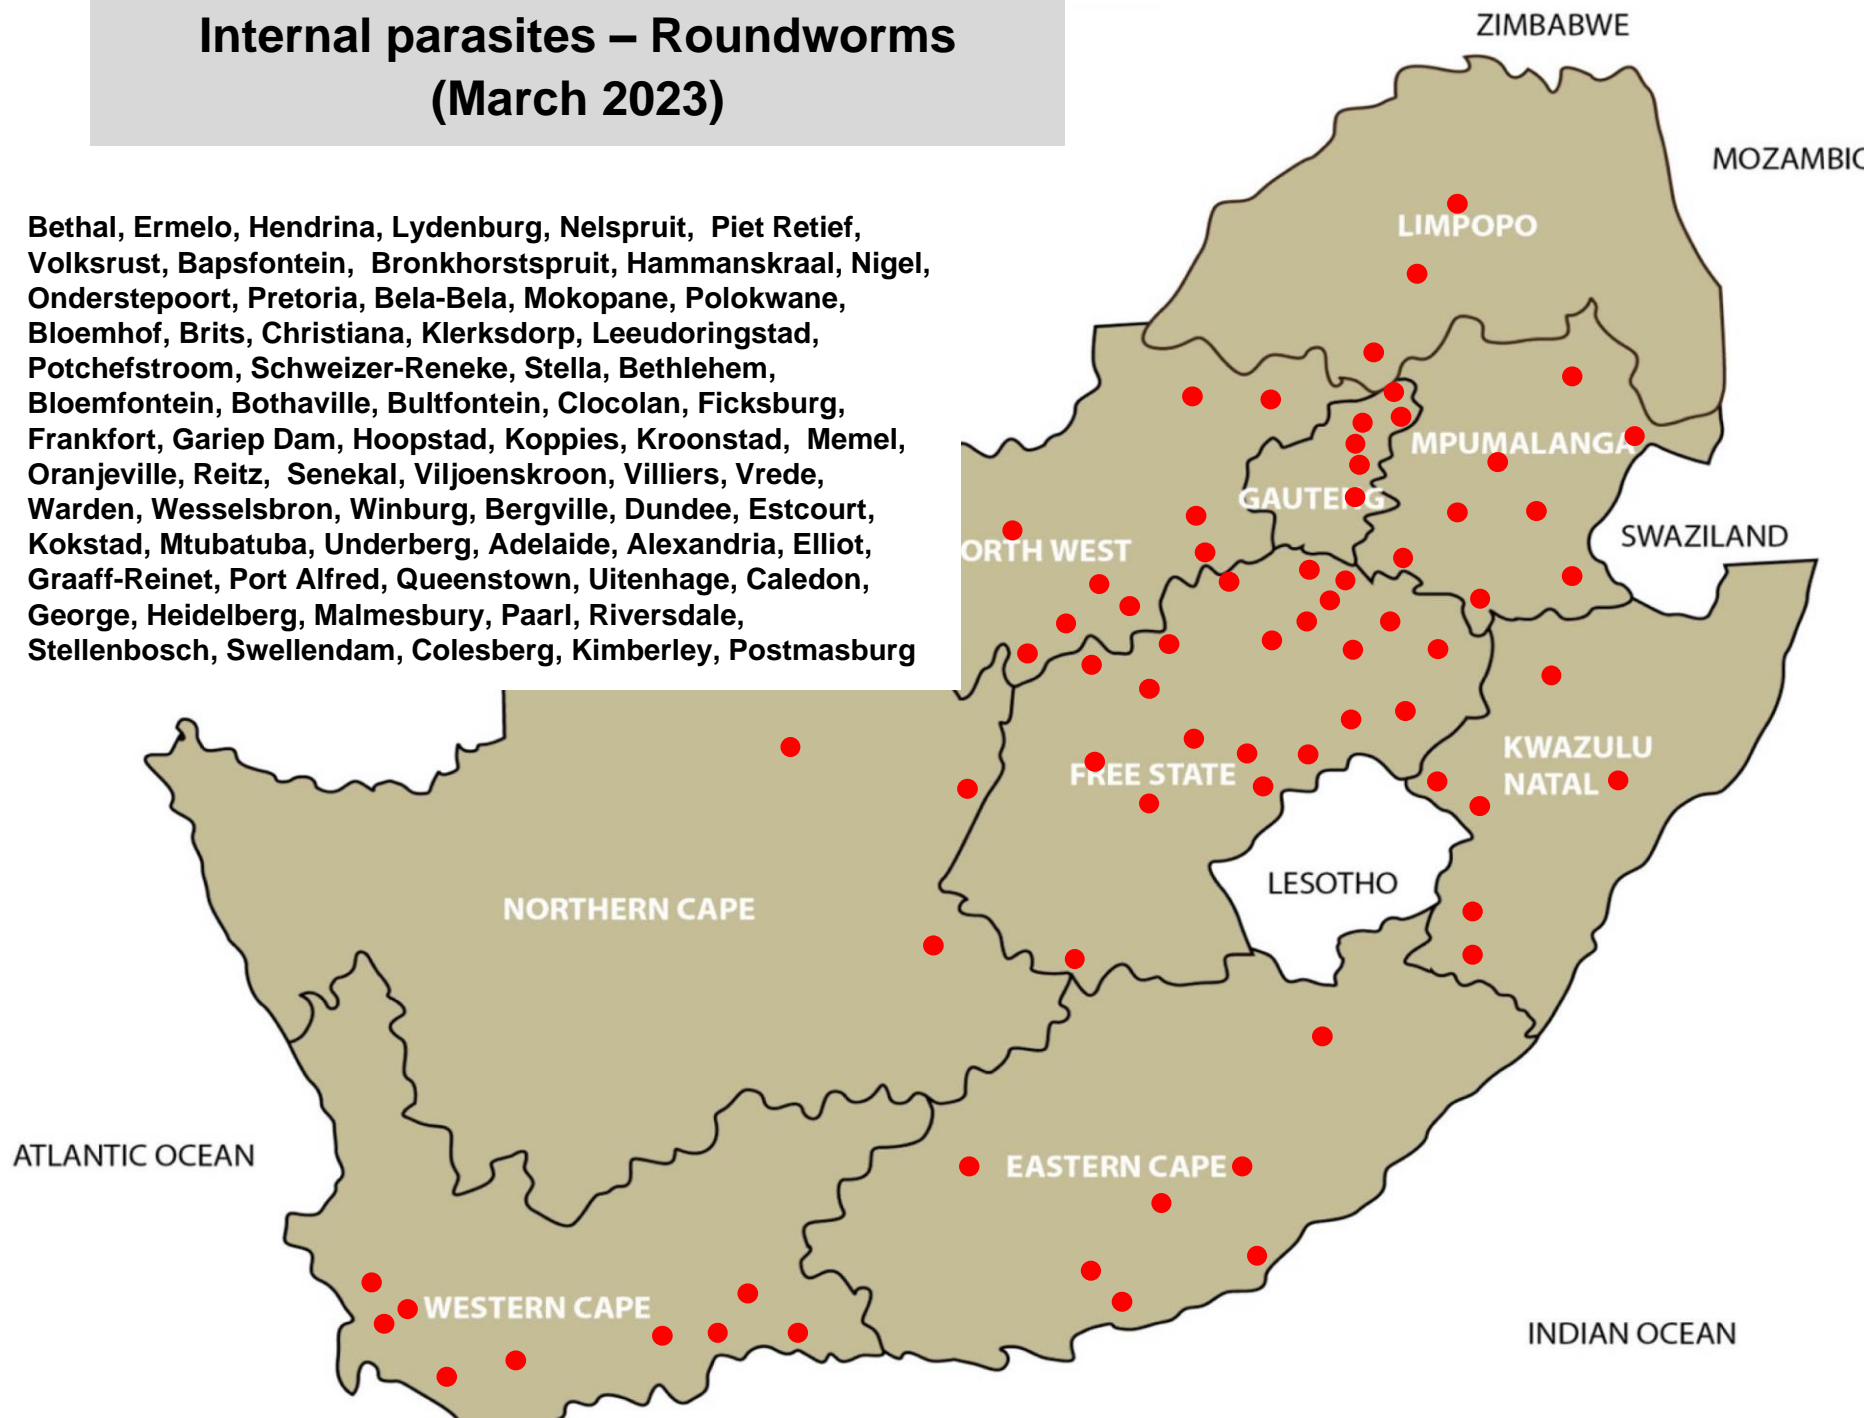 Internal parasites – Roundworms
(March 2023)
Bethal, Ermelo, Hendrina, Lydenburg, Nelspruit, Piet Retief,
Volksrust, Bapsfontein, Bronkhorstspruit, Hammanskraal, Nigel,
Onderstepoort, Pretoria, Bela-Bela, Mokopane, Polokwane,
Bloemhof, Brits, Christiana, Klerksdorp, Leeudoringstad,
Potchefstroom, Schweizer-Reneke, Stella, Bethlehem,
Bloemfontein, Bothaville, Bultfontein, Clocolan, Ficksburg,
Frankfort, Gariep Dam, Hoopstad, Koppies, Kroonstad, Memel,
Oranjeville, Reitz, Senekal, Viljoenskroon, Villiers, Vrede,
Warden, Wesselsbron, Winburg, Bergville, Dundee, Estcourt,
Kokstad, Mtubatuba, Underberg, Adelaide, Alexandria, Elliot,
Graaff-Reinet, Port Alfred, Queenstown, Uitenhage, Caledon,
George, Heidelberg, Malmesbury, Paarl, Riversdale,
Stellenbosch, Swellendam, Colesberg, Kimberley, Postmasburg
ZIMBABWE
MOZAMBIC
LIMPOPO
MPUMALANGA
GAUTENG
SWAZILAND
ORTH WEST
KWAZULU
NATAL
FREE STATE
LESOTHO
NORTHERN CAPE
ATLANTIC OCEAN
EASTERN CAPE
WESTERN CAPE
INDIAN OCEAN